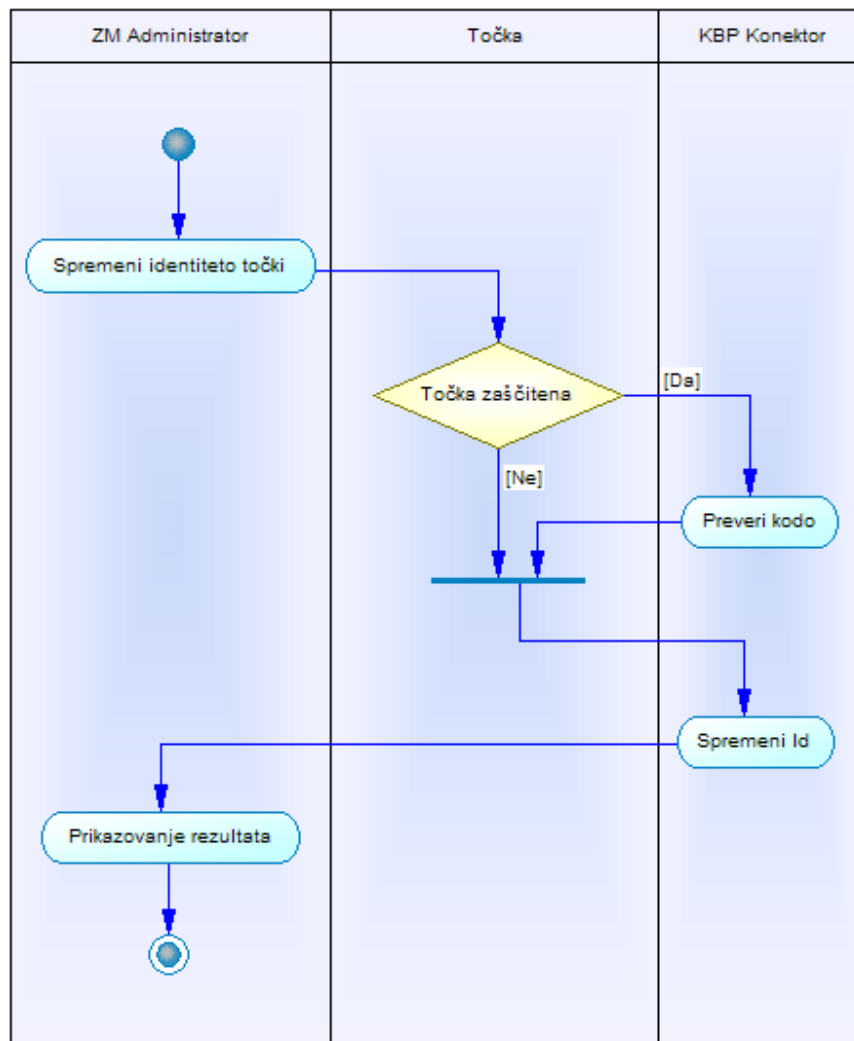 ZM Administrator
Točka
KBP Konektor
Spremeni identiteto točki
Točka zaščitena
[Da]
[Ne]
Preveri kodo
Spremeni Id
Prikazovanje rezultata